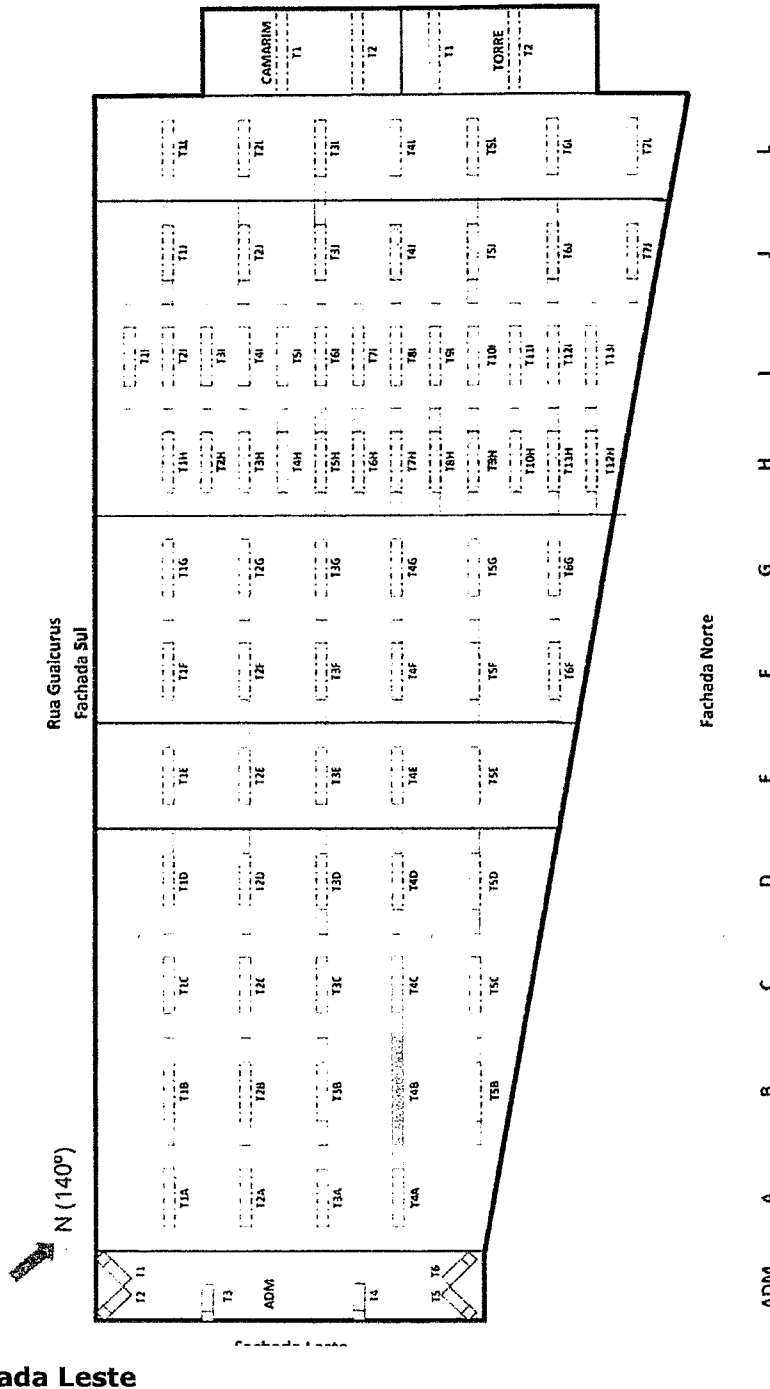 Rua Guaicurus
Fachada Sul
N (140º)
CAMARIM
T1
T2
TORRE
T1
T2
T1L
T2L
T3L
T4L
T5L
T6L
T7L
T1J
T2J
T3J
T4J
T5J
T6J
T7J
T1I
T2I
T3I
T4I
T5I
T6I
T7I
T8I
T9I
T10I
T11I
T12I
T13I
T1H
T2H
T3H
T4H
T5H
T6H
T7H
T8H
T9H
T10H
T11H
T12H
T1G
T2G
T3G
T4G
T5G
T6G
T1F
T2F
T3F
T4F
T5F
T6F
T1E
T2E
T3E
T4E
T5E
T1D
T2D
T3D
T4D
T5D
T1C
T2C
T3C
T4C
T5C
T1B
T2B
T3B
T4B
T5B
T1A
T2A
T3A
T4A
T1
T2
T3
ADM
T4
T5
T6
Fachada Norte
L
J
I
H
G
F
E
D
C
B
A
ADM
Fachada Leste
ada Leste